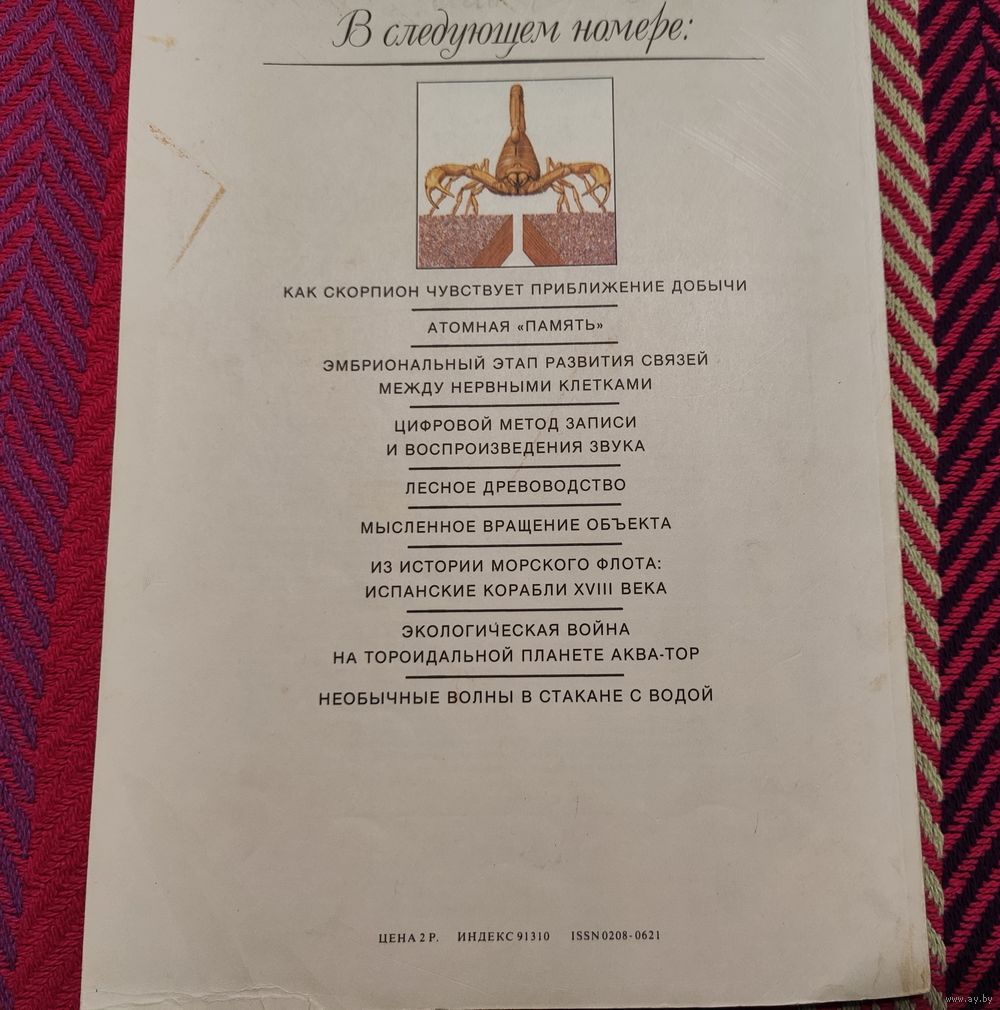 В следующем номере:
КАК СКОРПИОН ЧУВСТВУЕТ ПРИБЛИЖЕНИЕ ДОБЫЧИ
АТОМНАЯ «ПАМЯТЬ»
ЭМБРИОНАЛЬНЫЙ ЭТАП РАЗВИТИЯ СВЯЗЕЙ
МЕЖДУ НЕРВНЫМИ КЛЕТКАМИ
ЦИФРОВОЙ МЕТОД ЗАПИСИ
И ВОСПРОИЗВЕДЕНИЯ ЗВУКА
ЛЕСНОЕ ДРЕВОВОДСТВО
МЫСЛЕННОЕ ВРАЩЕНИЕ ОБЪЕКТА
ИЗ ИСТОРИИ МОРСКОГО ФЛОТА:
ИСПАНСКИЕ КОРАБЛИ XVIII ВЕКА
ЭКОЛОГИЧЕСКАЯ ВОЙНА
НА ТОРОИДАЛЬНОЙ ПЛАНЕТЕ АКВА-ТОР
НЕОБЫЧНЫЕ ВОЛНЫ В СТАКАНЕ С ВОДОЙ
ЦЕНА 2 Р. ИНДЕКС 91310 ISSN 0208-0621
www.ay.by